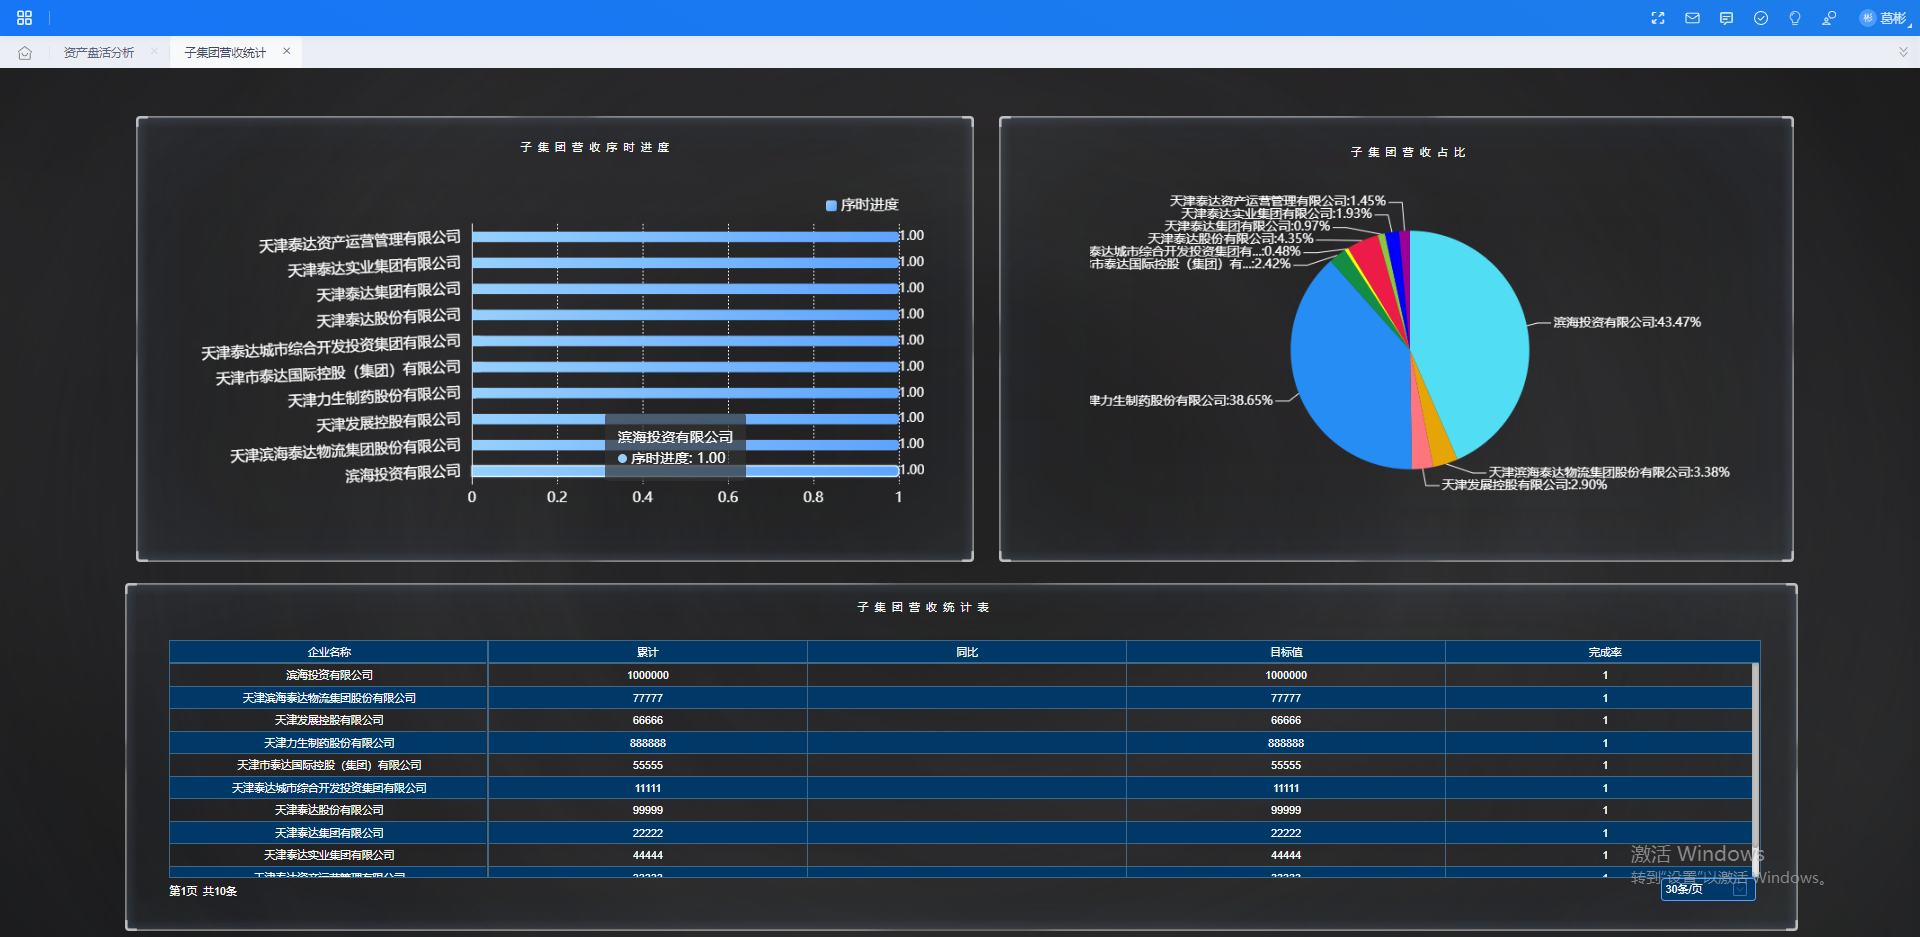 葛彬
资产盘活分析
子集团营收统计
子集团营收序时进度
序时进度
天津泰达资产运营管理有限公司 1.00
天津泰达实业集团有限公司 1.00
天津泰达集团有限公司 1.00
天津泰达股份有限公司 1.00
天津泰达城市综合开发投资集团有限公司 1.00
天津市泰达国际控股（集团）有限公司 1.00
天津力生制药股份有限公司 1.00
天津发展控股有限公司 1.00
天津滨海泰达物流集团股份有限公司 1.00
滨海投资有限公司 1.00
滨海投资有限公司
序时进度: 1.00
0 0.2 0.4 0.6 0.8 1
子集团营收占比
天津泰达资产运营管理有限公司:1.45%
天津泰达实业集团有限公司:1.93%
天津泰达集团有限公司:0.97%
天津泰达股份有限公司:4.35%
泰达城市综合开发投资集团有...:0.48%
市泰达国际控股（集团）有...:2.42%
滨海投资有限公司:43.47%
津力生制药股份有限公司:38.65%
天津滨海泰达物流集团股份有限公司:3.38%
天津发展控股有限公司:2.90%
子集团营收统计表
企业名称 累计 同比 目标值 完成率
滨海投资有限公司 1000000 1000000 1
天津滨海泰达物流集团股份有限公司 77777 77777 1
天津发展控股有限公司 66666 66666 1
天津力生制药股份有限公司 888888 888888 1
天津市泰达国际控股（集团）有限公司 55555 55555 1
天津泰达城市综合开发投资集团有限公司 11111 11111 1
天津泰达股份有限公司 99999 99999 1
天津泰达集团有限公司 22222 22222 1
天津泰达实业集团有限公司 44444 44444 1
天津泰达资产运营管理有限公司 33333 33333 1
第1页 共10条
30条/页
激活 Windows
转到"设置"以激活 Windows。